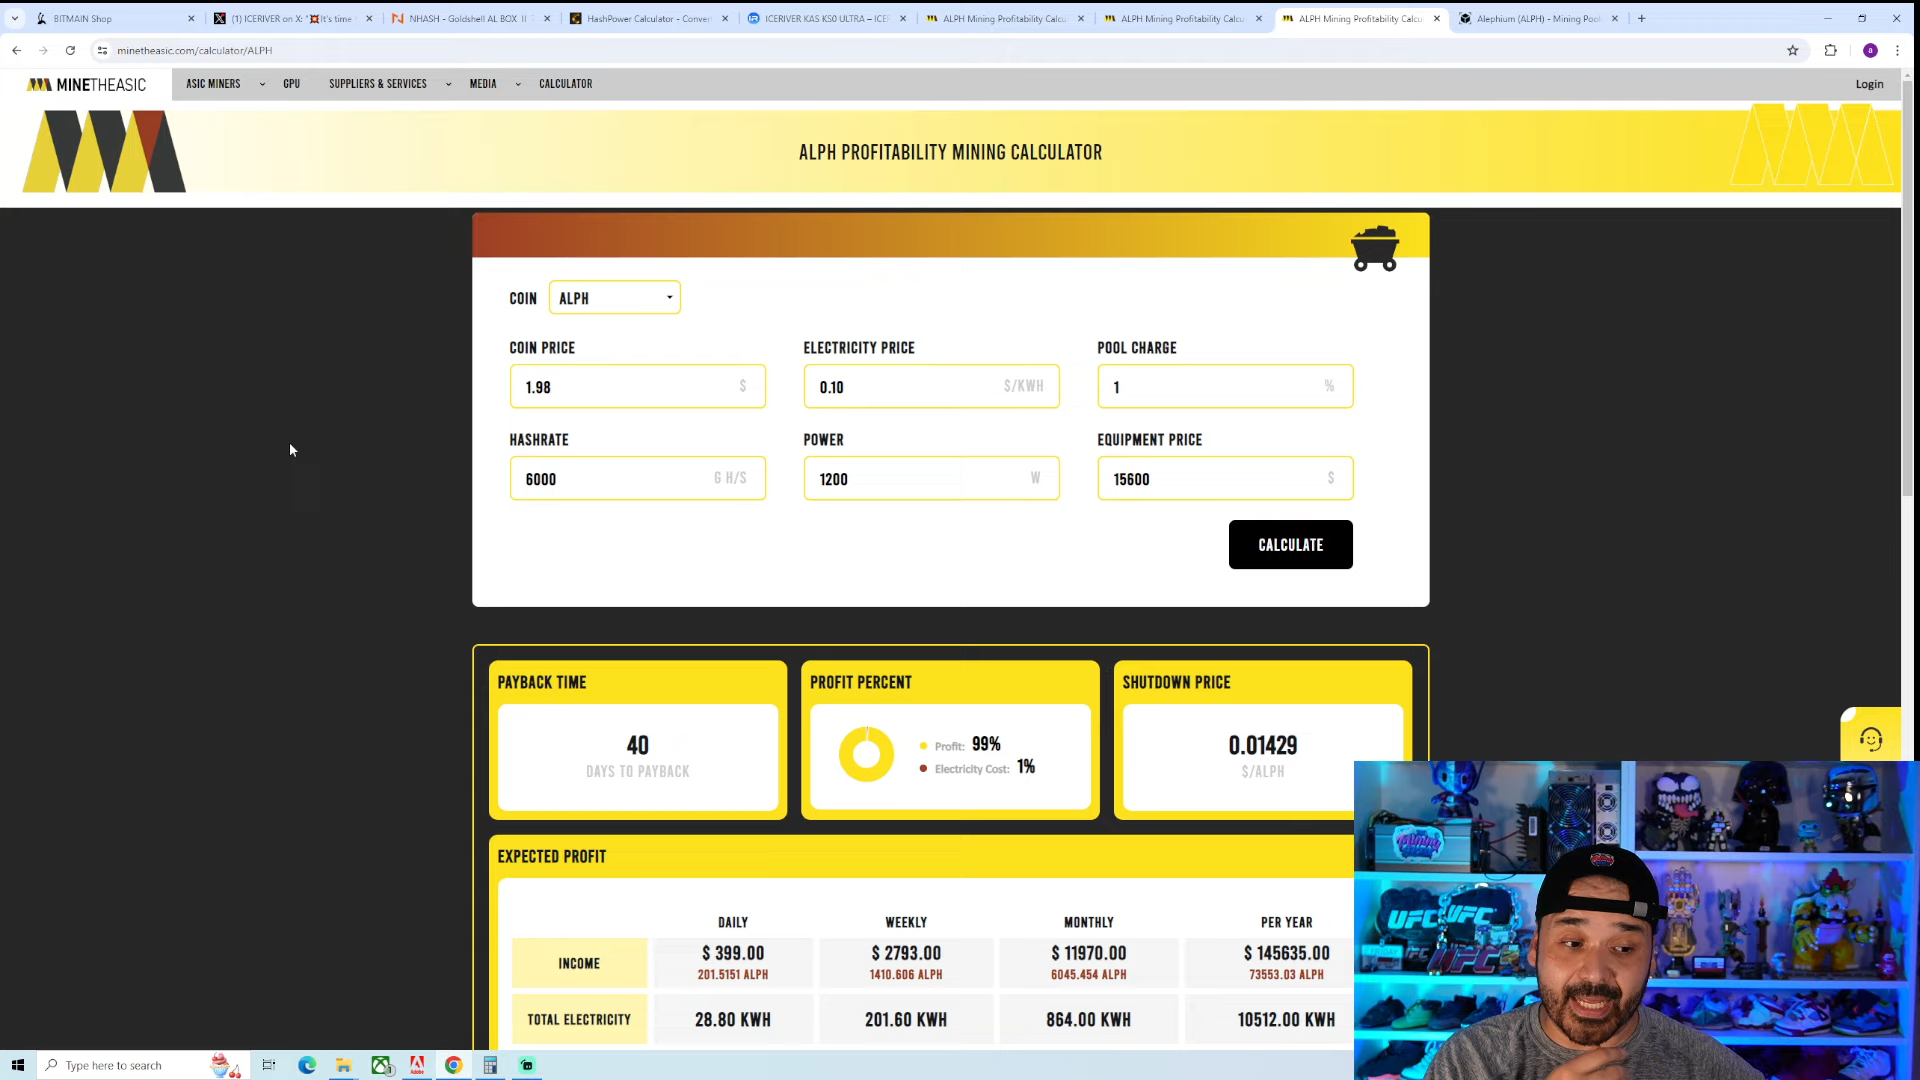 BITMAIN Shop
(1) ICERIVER on X: "💥It's time
NHASH - Goldshell AL BOX II T
HashPower Calculator - Conver
ICERIVER KAS KS0 ULTRA – ICE
ALPH Mining Profitability Calcu
ALPH Mining Profitability Calcu
ALPH Mining Profitability Calcu
Alephium (ALPH) - Mining Pool
minetheasic.com/calculator/ALPH
a
MINETHEASIC
ASIC MINERS
GPU
SUPPLIERS & SERVICES
MEDIA
CALCULATOR
Login
ALPH PROFITABILITY MINING CALCULATOR
COIN ALPH
COIN PRICE
ELECTRICITY PRICE
POOL CHARGE
1.98 $
0.10 $/KWH
1 %
HASHRATE
POWER
EQUIPMENT PRICE
6000 G H/S
1200 W
15600 $
CALCULATE
PAYBACK TIME
PROFIT PERCENT
SHUTDOWN PRICE
40
DAYS TO PAYBACK
Profit: 99%
Electricity Cost: 1%
0.01429
$/ALPH
EXPECTED PROFIT
DAILY WEEKLY MONTHLY PER YEAR
INCOME
$ 399.00 $ 2793.00 $ 11970.00 $ 145635.00
201.5151 ALPH 1410.606 ALPH 6045.454 ALPH 73553.03 ALPH
TOTAL ELECTRICITY 28.80 KWH 201.60 KWH 864.00 KWH 10512.00 KWH
UFC UFC
UFC
Type here to search